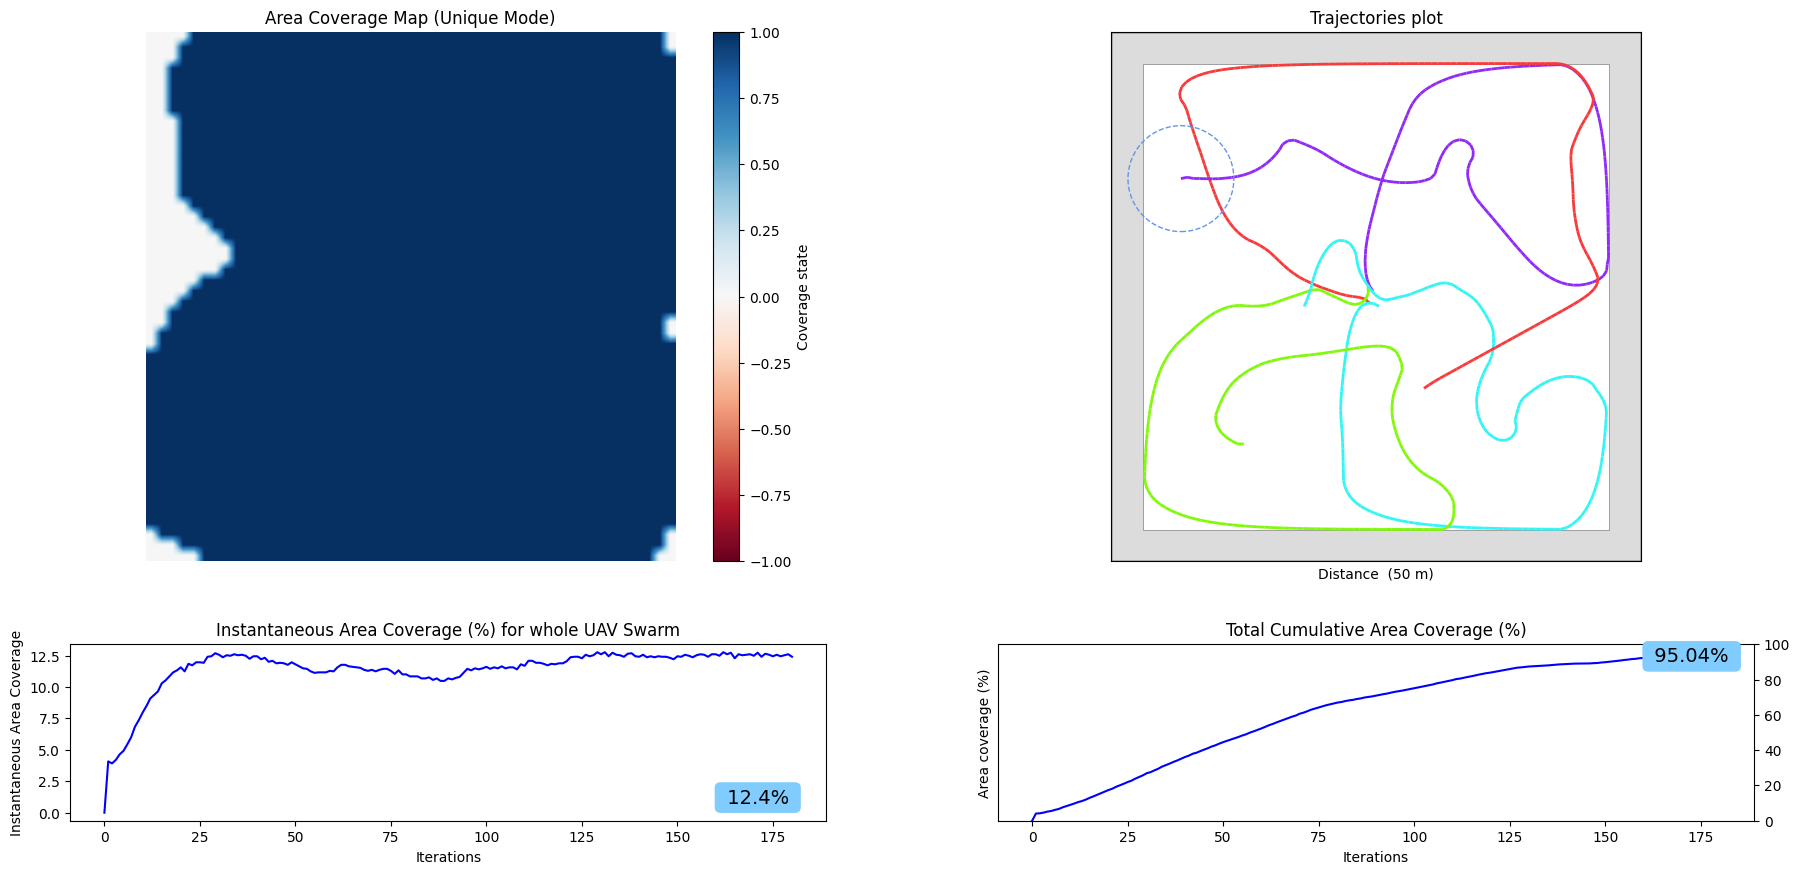 Area Coverage Map (Unique Mode)
1.00
0.75
0.50
0.25
0.00
−0.25
−0.50
−0.75
−1.00
Coverage state
Trajectories plot
Distance  (50 m)
Instantaneous Area Coverage (%) for whole UAV Swarm
Instantaneous Area Coverage
12.5
10.0
7.5
5.0
2.5
0.0
12.4%
0 25 50 75 100 125 150 175
Iterations
Total Cumulative Area Coverage (%)
Area coverage (%)
95.04%
100
80
60
40
20
0
0 25 50 75 100 125 150 175
Iterations